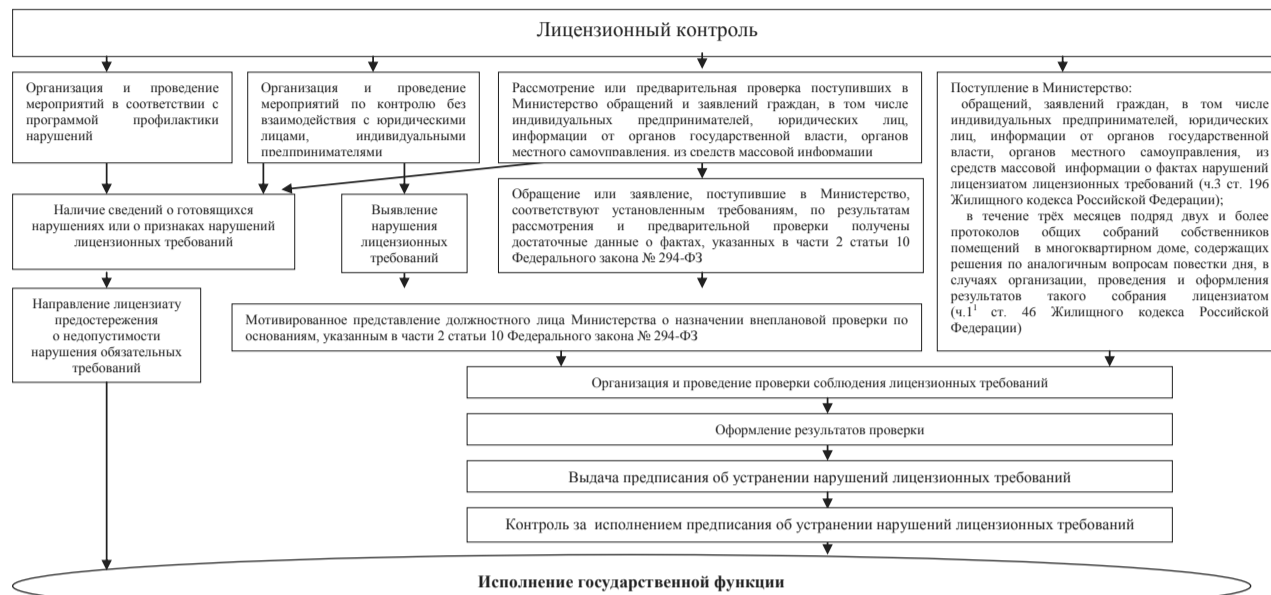 Лицензионный контроль
Организация и проведение
мероприятий в соответствии с
программой профилактики
нарушений
Организация и проведение
мероприятий по контролю без
взаимодействия с юридическими
лицами, индивидуальными
предпринимателями
Рассмотрение или предварительная проверка поступивших в
Министерство обращений и заявлений граждан, в том числе
индивидуальных предпринимателей, юридических лиц,
информации от органов государственной власти, органов
местного самоуправления, из средств массовой информации
Поступление в Министерство:
обращений, заявлений граждан, в том числе
индивидуальных предпринимателей, юридических
лиц, информации от органов государственной
власти, органов местного самоуправления, из
средств массовой информации о фактах нарушений
лицензиатом лицензионных требований (ч.3 ст. 196
Жилищного кодекса Российской Федерации);
в течение трёх месяцев подряд двух и более
протоколов общих собраний собственников
помещений в многоквартирном доме, содержащих
решения по аналогичным вопросам повестки дня, в
случаях организации, проведения и оформления
результатов такого собрания лицензиатом
(ч.1¹ ст. 46 Жилищного кодекса Российской
Федерации)
Наличие сведений о готовящихся
нарушениях или о признаках нарушений
лицензионных требований
Выявление
нарушения
лицензионных
требований
Обращение или заявление, поступившие в Министерство,
соответствуют установленным требованиям, по результатам
рассмотрения и предварительной проверки получены
достаточные данные о фактах, указанных в части 2 статьи 10
Федерального закона № 294-ФЗ
Направление лицензиату
предостережения
о недопустимости
нарушения обязательных
требований
Мотивированное представление должностного лица Министерства о назначении внеплановой проверки по
основаниям, указанным в части 2 статьи 10 Федерального закона № 294-ФЗ
Организация и проведение проверки соблюдения лицензионных требований
Оформление результатов проверки
Выдача предписания об устранении нарушений лицензионных требований
Контроль за исполнением предписания об устранении нарушений лицензионных требований
Исполнение государственной функции